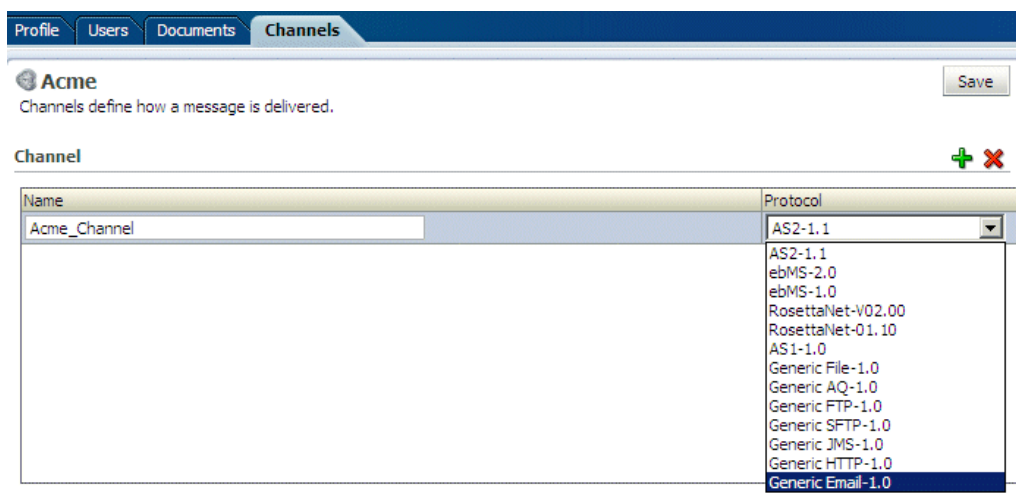 Profile Users Documents Channels
Acme Save
Channels define how a message is delivered.
Channel
Name Protocol
Acme_Channel AS2-1.1
AS2-1.1
ebMS-2.0
ebMS-1.0
RosettaNet-V02.00
RosettaNet-01.10
AS1-1.0
Generic File-1.0
Generic AQ-1.0
Generic FTP-1.0
Generic SFTP-1.0
Generic JMS-1.0
Generic HTTP-1.0
Generic Email-1.0